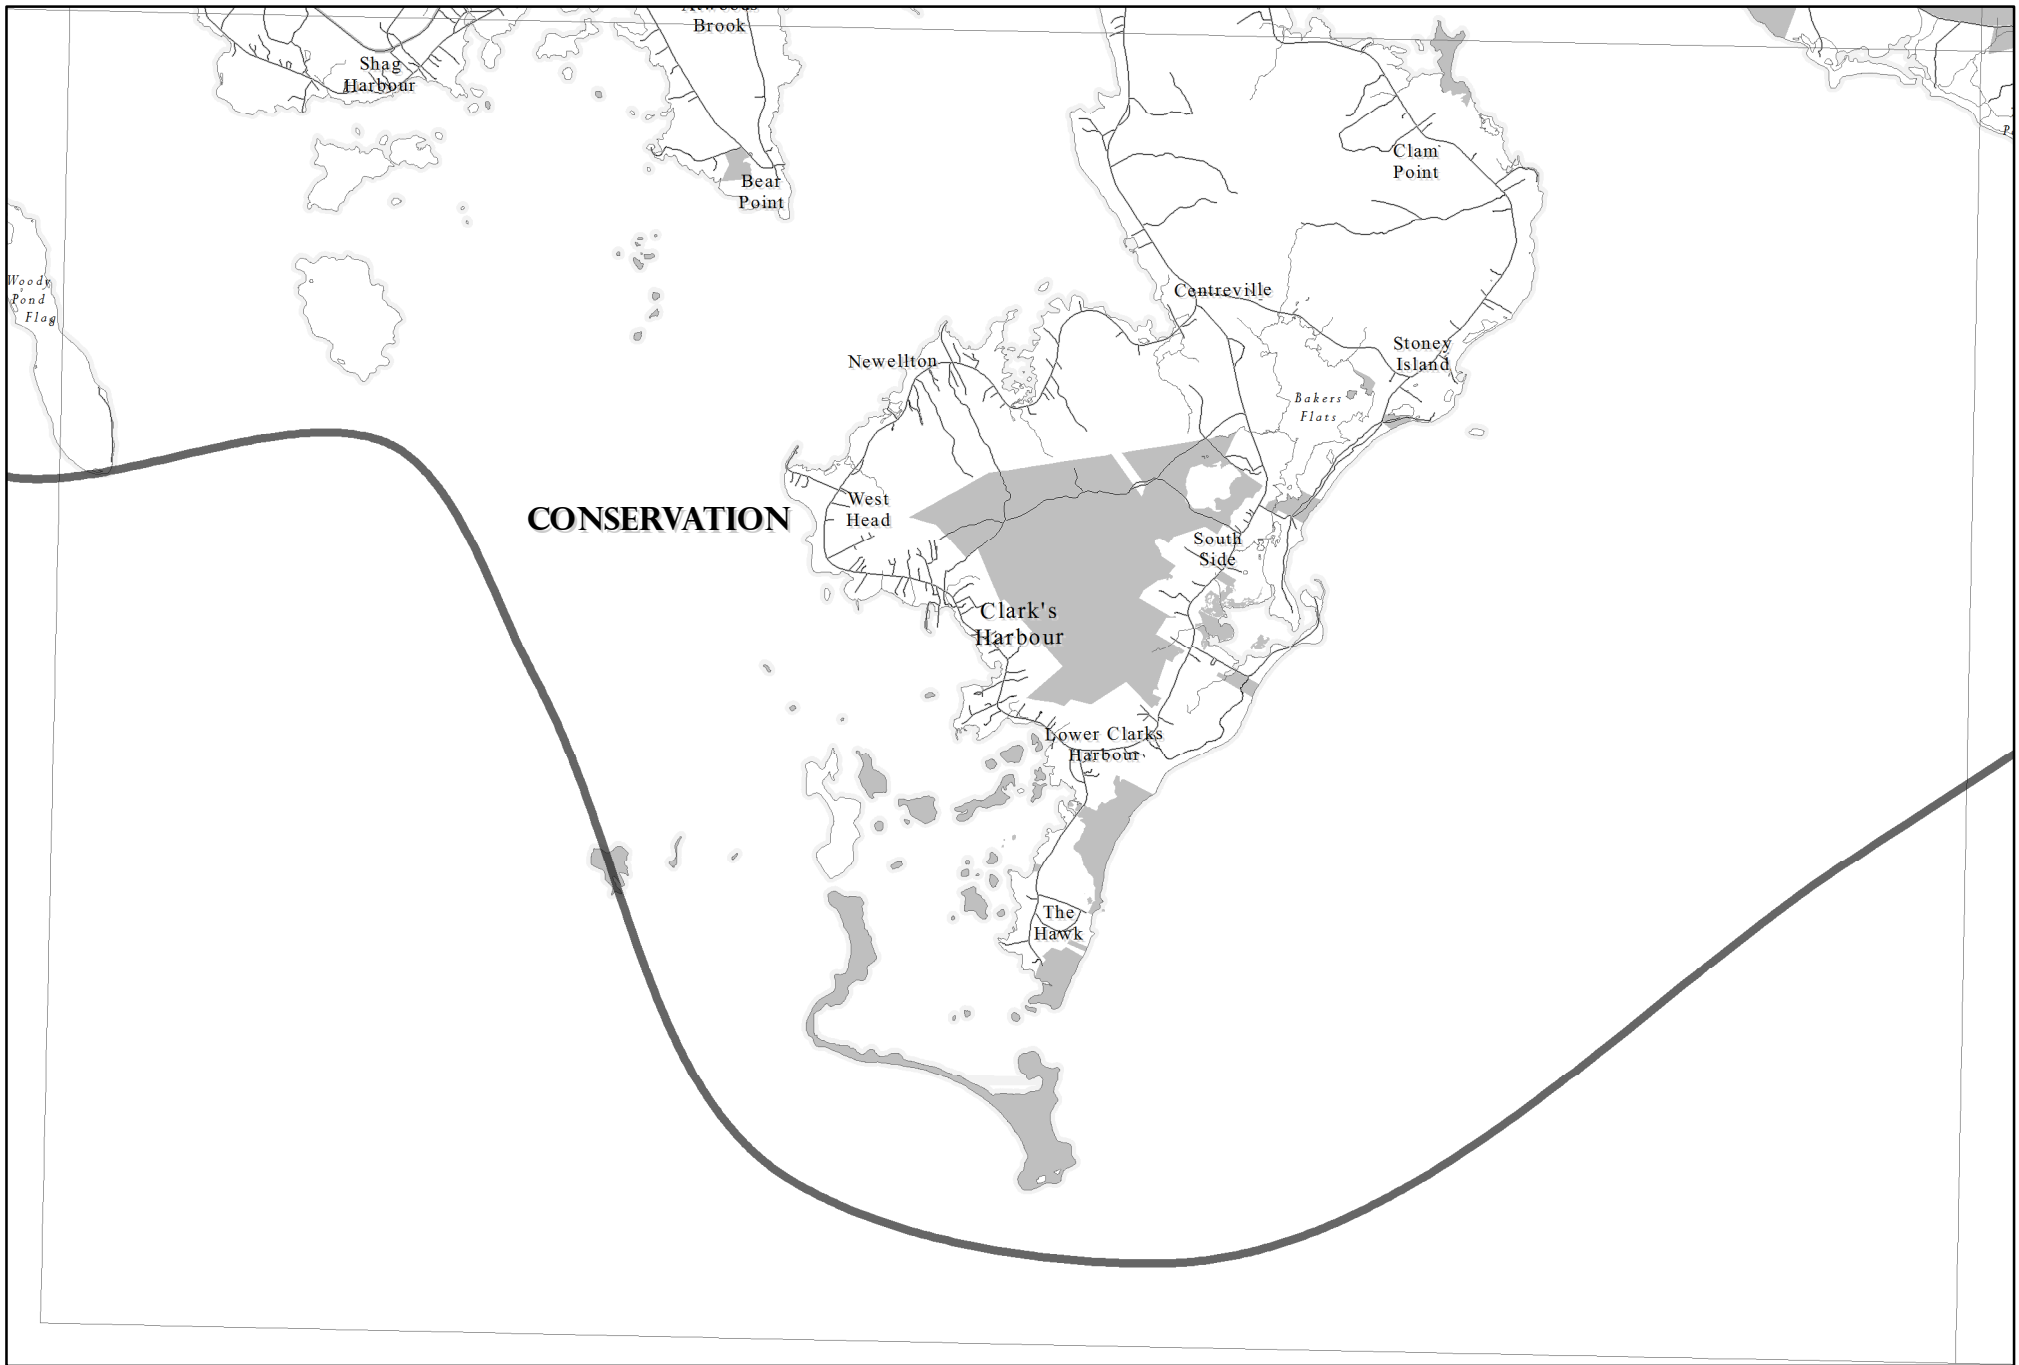 Brook
Shag
Harbour
Clam
Point
Bear
Point
Woody
Pond
Flag
Centreville
Stoney
Island
Newellton
Bakers
Flats
West
Head
CONSERVATION
South
Side
Clark's
Harbour
Lower Clarks
Harbour
The
Hawk